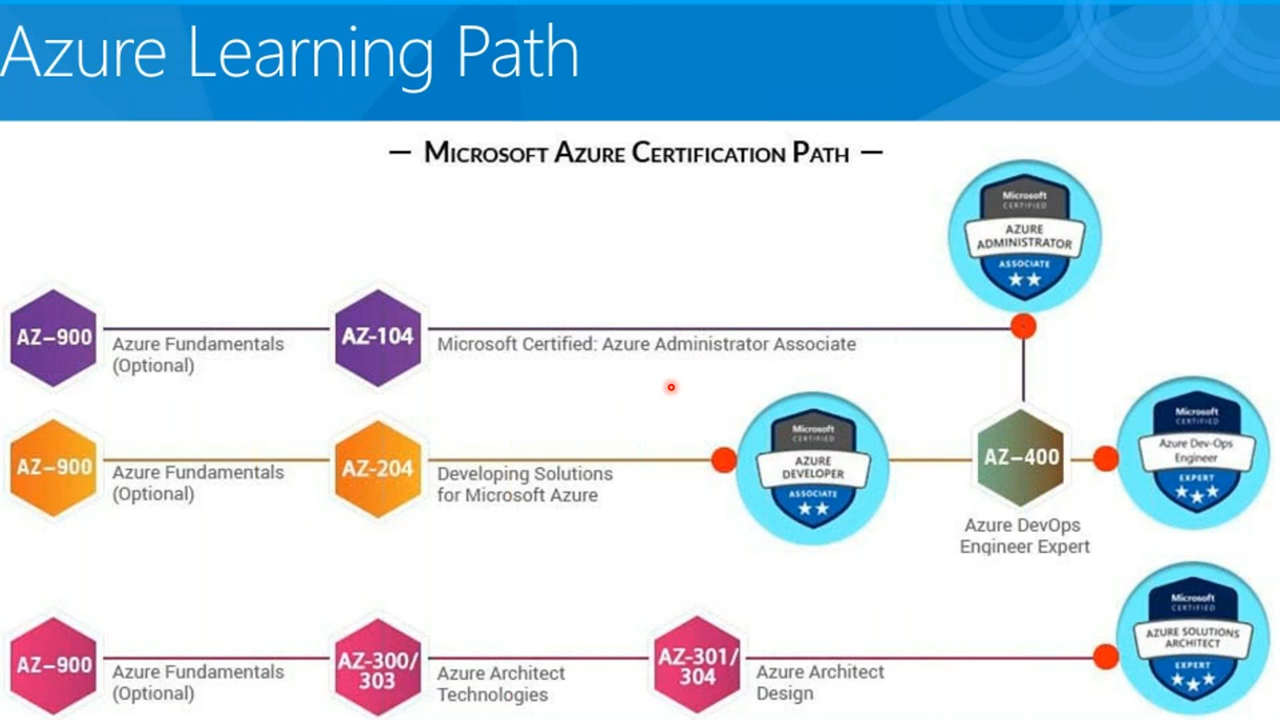 Azure Learning Path
— MICROSOFT AZURE CERTIFICATION PATH —
Microsoft
CERTIFIED
AZURE
ADMINISTRATOR
ASSOCIATE
AZ–900
Azure Fundamentals
(Optional)
AZ-104
Microsoft Certified: Azure Administrator Associate
AZ–900
Azure Fundamentals
(Optional)
AZ-204
Developing Solutions
for Microsoft Azure
Microsoft
CERTIFIED
AZURE
DEVELOPER
ASSOCIATE
AZ–400
Azure DevOps
Engineer Expert
Microsoft
CERTIFIED
Azure Dev-Ops
Engineer
EXPERT
AZ–900
Azure Fundamentals
(Optional)
AZ-300/
303
Azure Architect
Technologies
AZ-301/
304
Azure Architect
Design
Microsoft
CERTIFIED
AZURE SOLUTIONS
ARCHITECT
EXPERT